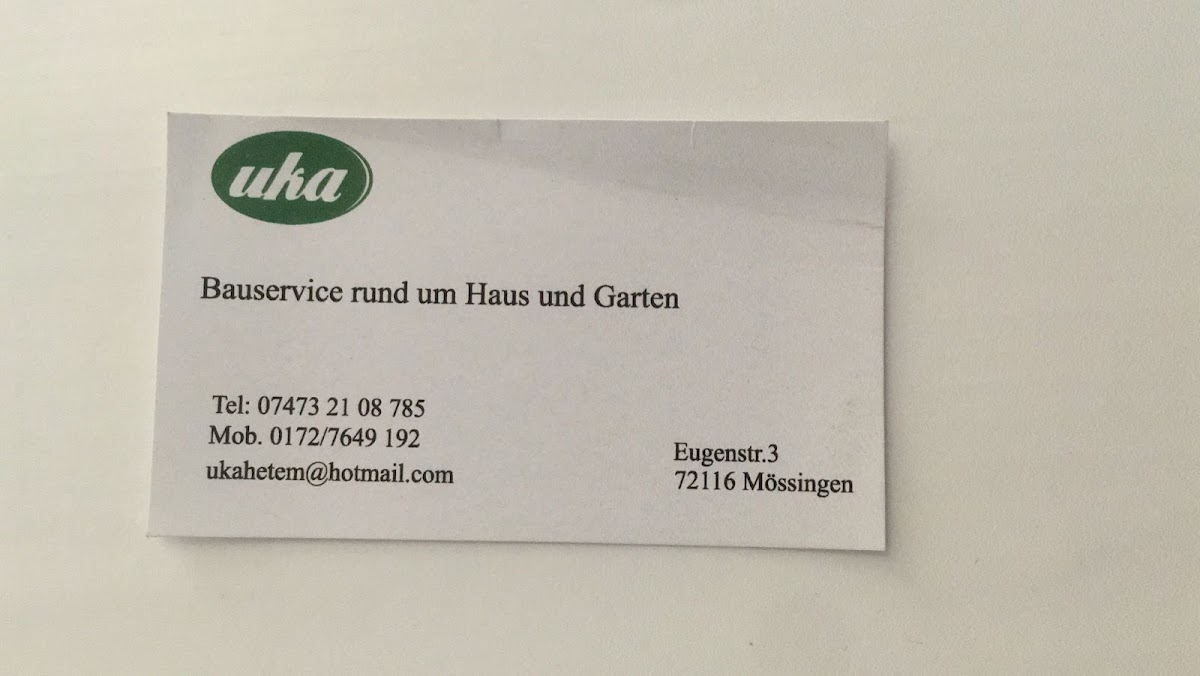 uka
Bauservice rund um Haus und Garten
Tel: 07473 21 08 785
Mob. 0172/7649 192
ukahetem@hotmail.com
Eugenstr.3
72116 Mössingen